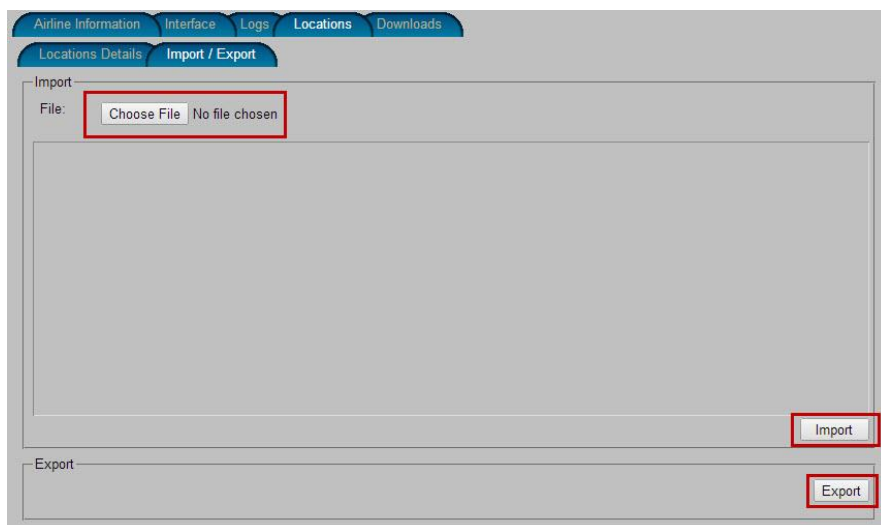 Airline Information Interface Logs Locations Downloads
Locations Details Import / Export
Import
File: Choose File No file chosen
Import
Export
Export